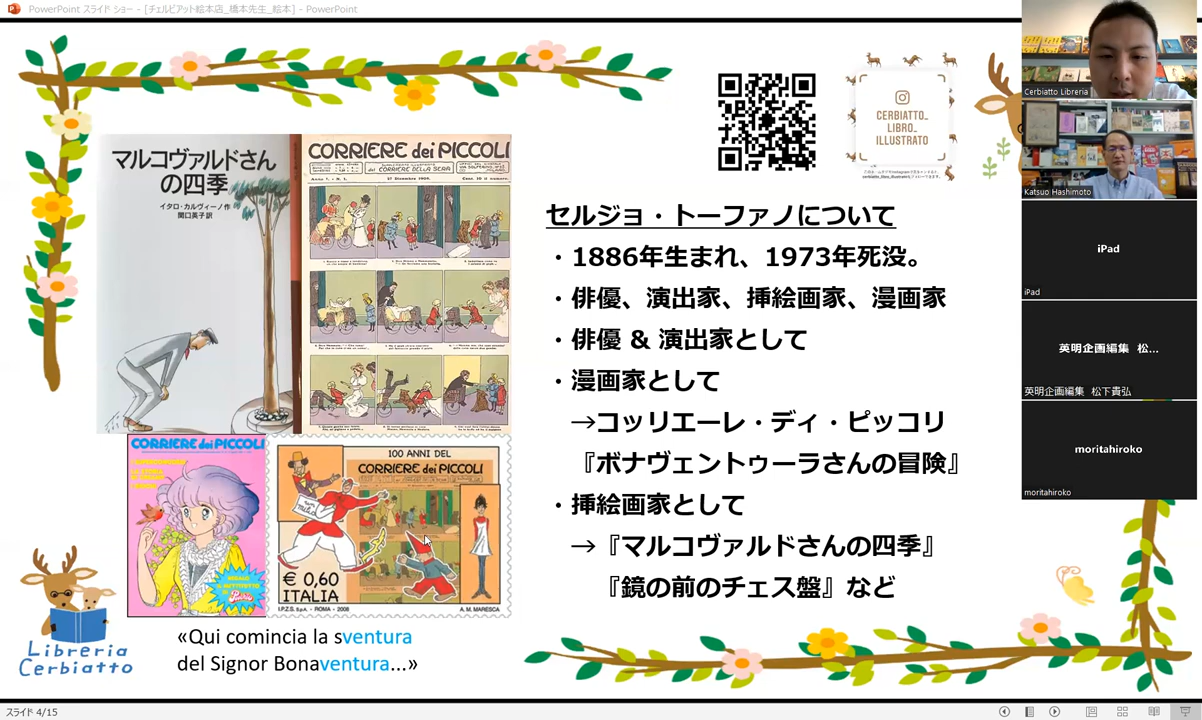 PowerPoint スライド ショー - [チェルビアット絵本店_橋本先生_絵本] - PowerPoint
マルコヴァルドさん
の四季
イタロ・カルヴィーノ作
関口英子訳
CORRIERE dei PICCOLI
del CORRIERE DELLA SERA
27 Dicembre 1908.
CORRIERE dei PICCOLI
100 ANNI DEL
CORRIERE dei PICCOLI
€ 0,60
ITALIA
I.P.Z.S. S.p.A. - ROMA - 2008
A. M. MARESCA
«Qui comincia la sventura
del Signor Bonaventura...»
Libreria
Cerbiatto
CERBIATTO_
LIBRO_
ILLUSTRATO
セルジョ・トーファノについて
・1886年生まれ、1973年死没。
・俳優、演出家、挿絵画家、漫画家
・俳優 & 演出家として
・漫画家として
→コッリエーレ・ディ・ピッコリ
『ボナヴェントゥーラさんの冒険』
・挿絵画家として
→『マルコヴァルドさんの四季』
『鏡の前のチェス盤』など
Cerbiatto Libreria
Katsuo Hashimoto
iPad
iPad
英明企画編集 松...
英明企画編集 松下貴弘
moritahiroko
moritahiroko
スライド 4/15